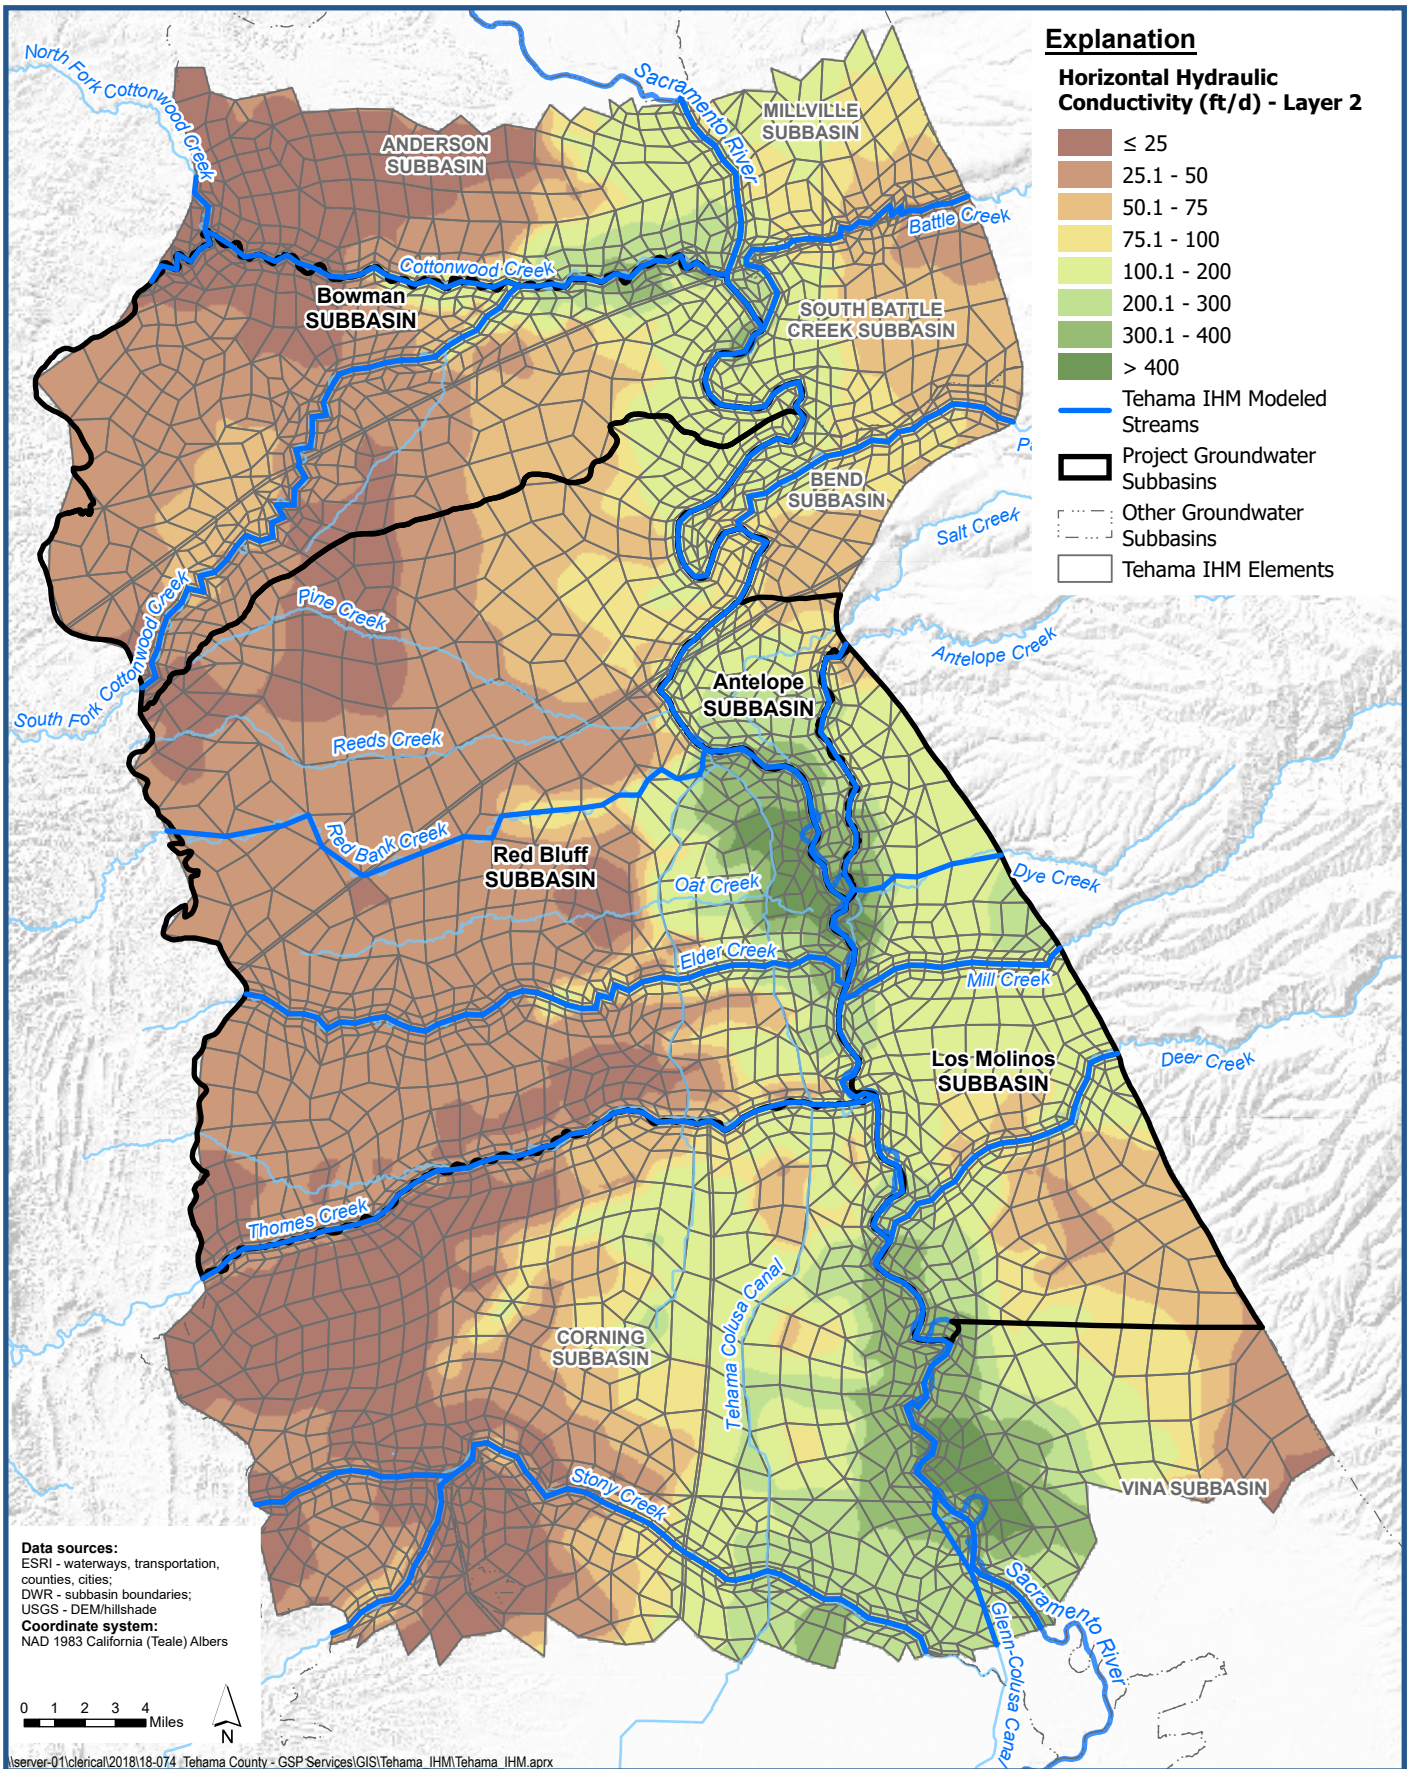 North Fork Cottonwood Creek
Sacramento River
MILLVILLE
SUBBASIN
ANDERSON
SUBBASIN
Battle Creek
Cottonwood Creek
Bowman
SUBBASIN
SOUTH BATTLE
CREEK SUBBASIN
BEND
SUBBASIN
Salt Creek
Pine Creek
South Fork Cottonwood Creek
Antelope Creek
Antelope
SUBBASIN
Reeds Creek
Red Bank Creek
Red Bluff
SUBBASIN
Oat Creek
Dye Creek
Elder Creek
Mill Creek
Los Molinos
SUBBASIN
Deer Creek
Thomes Creek
CORNING
SUBBASIN
Tehama Colusa Canal
Stony Creek
VINA SUBBASIN
Sacramento River
Glenn-Colusa Canal
Explanation
Horizontal Hydraulic
Conductivity (ft/d) - Layer 2
≤ 25
25.1 - 50
50.1 - 75
75.1 - 100
100.1 - 200
200.1 - 300
300.1 - 400
> 400
Tehama IHM Modeled
Streams
Project Groundwater
Subbasins
Other Groundwater
Subbasins
Tehama IHM Elements
Data sources:
ESRI - waterways, transportation,
counties, cities;
DWR - subbasin boundaries;
USGS - DEM/hillshade
Coordinate system:
NAD 1983 California (Teale) Albers
0 1 2 3 4
Miles
N
\\server-01\clerical\2018\18-074_Tehama County - GSP Services\GIS\Tehama_IHM\Tehama_IHM.aprx